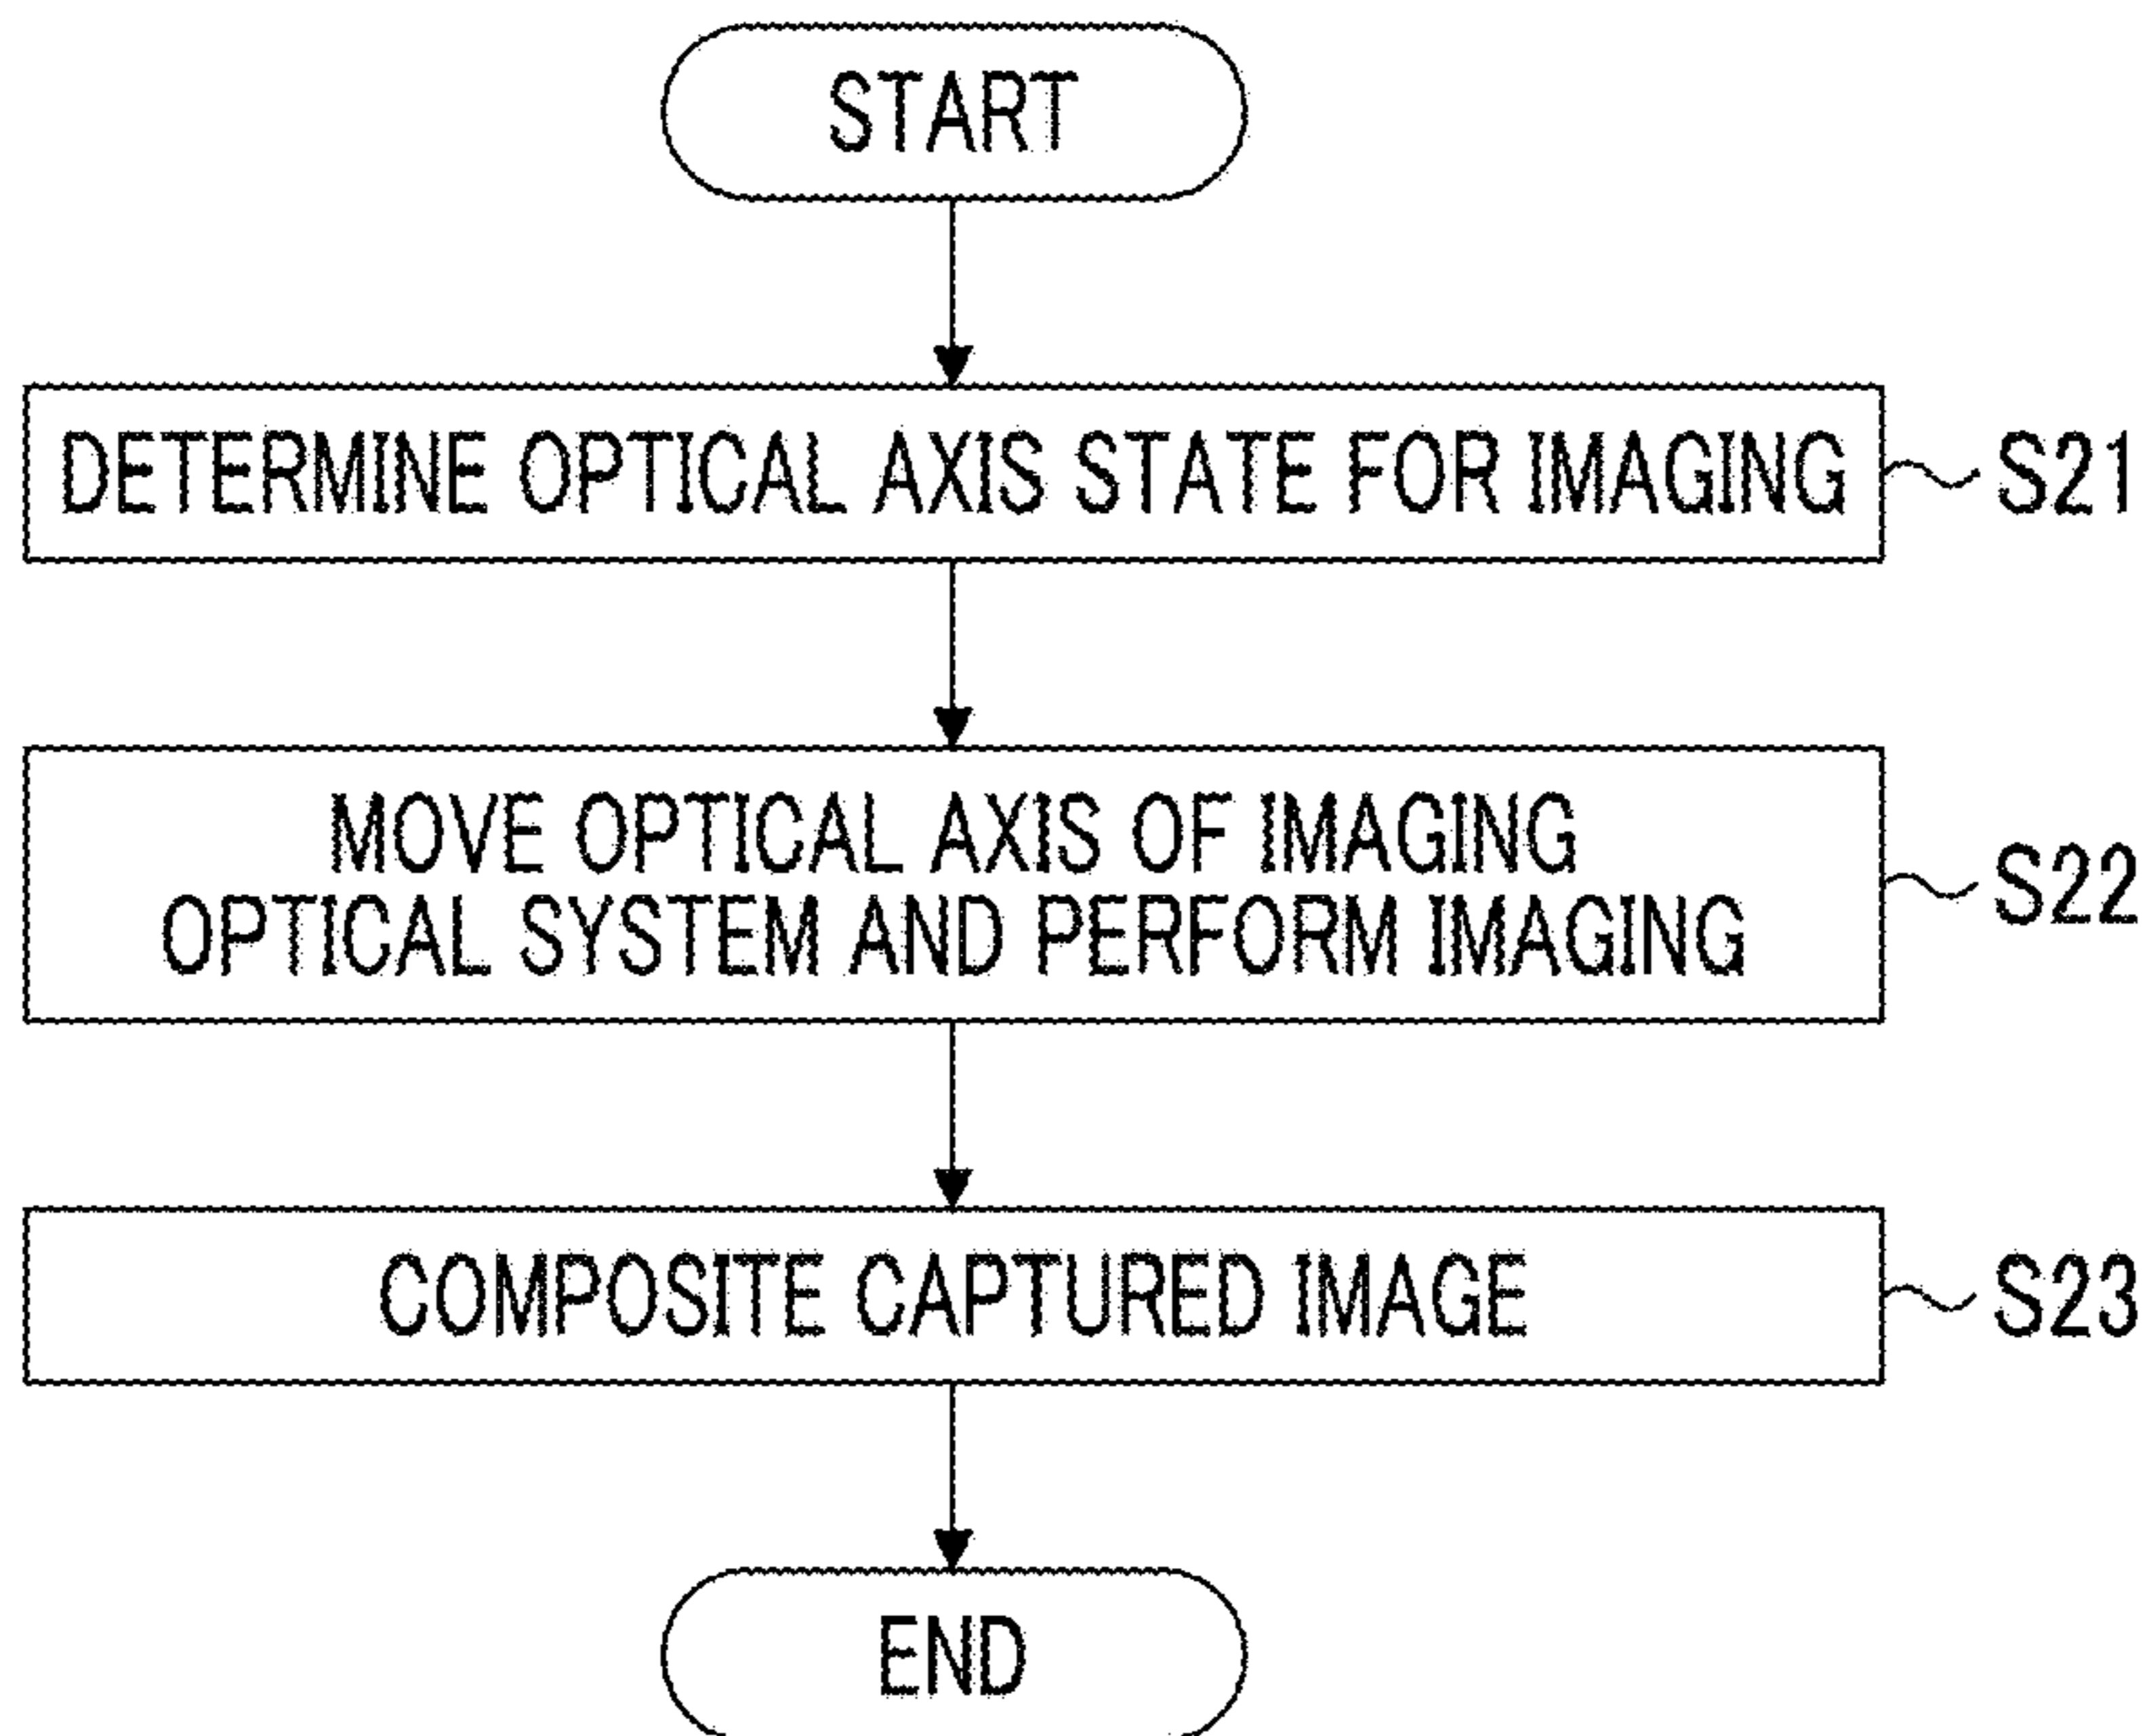 START
DETERMINE OPTICAL AXIS STATE FOR IMAGING
S21
MOVE OPTICAL AXIS OF IMAGING
OPTICAL SYSTEM AND PERFORM IMAGING
S22
COMPOSITE CAPTURED IMAGE
S23
END